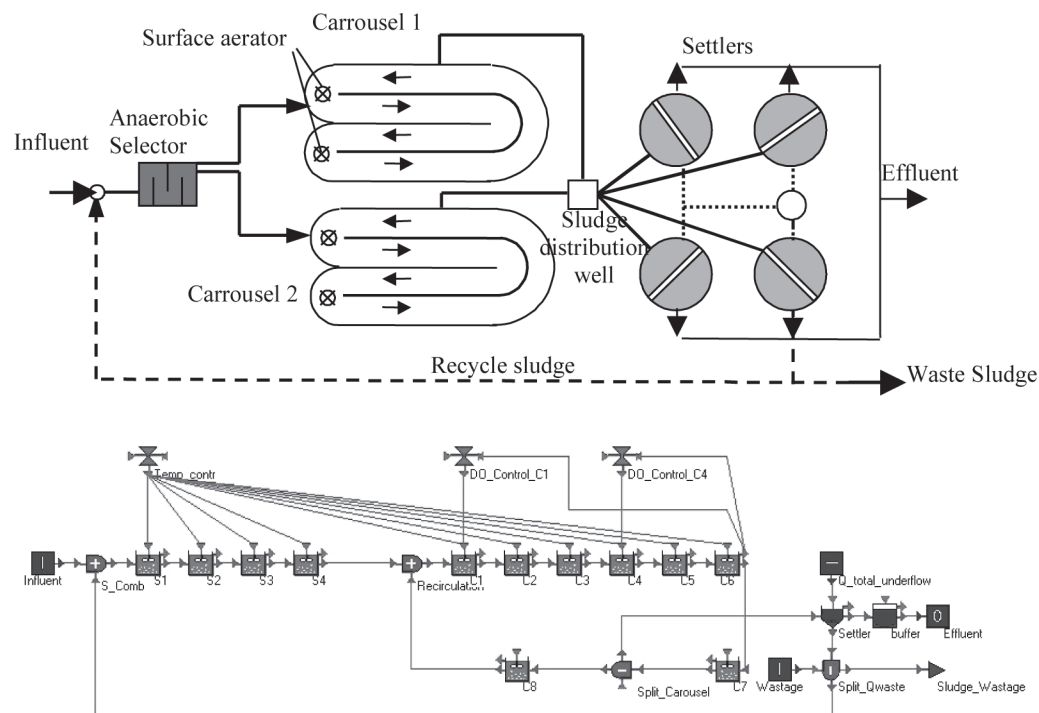 Carrousel 1
Surface aerator
Settlers
Anaerobic
Selector
Influent
Effluent
Sludge
distribution
well
Carrousel 2
Recycle sludge
Waste Sludge
Temp_contr
DO_Control_C1
DO_Control_C4
Influent
S_Comb
S1
S2
S3
S4
Recirculation
C1
C2
C3
C4
C5
C6
Q_total_underflow
Settler
buffer
0
Effluent
C8
Split_Carousel
C7
Wastage
Split_Qwaste
Sludge_Wastage